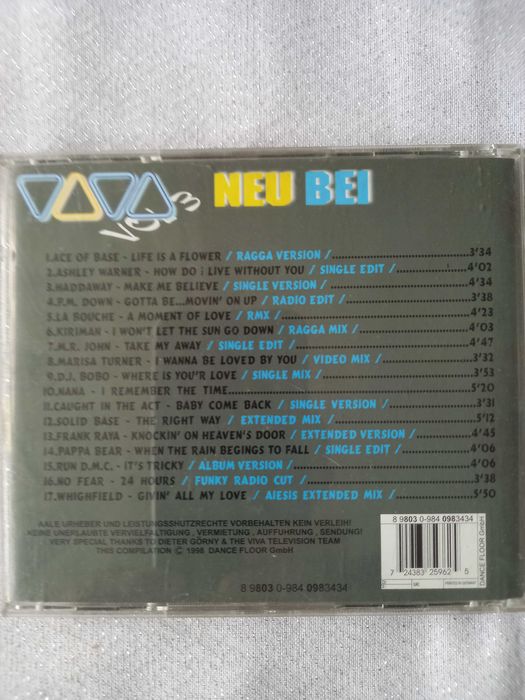 VIVA VOL 3 NEU BEI
1.ACE OF BASE - LIFE IS A FLOWER / RAGGA VERSION /........3'34
2.ASHLEY WARNER - HOW DO i LIVE WITHOUT YOU / SINGLE EDIT /........4'02
3.HADDAWAY - MAKE ME BELIEVE / SINGLE VERSION /........4'34
4.P.M. DOWN - GOTTA BE...MOVIN' ON UP / RADIO EDIT /........3'38
5.LA BOUCHE - A MOMENT OF LOVE / RMX /........4'23
6.KIRIMAN - I WON'T LET THE SUN GO DOWN / RAGGA MIX /........4'03
7.M.R. JOHN - TAKE MY AWAY / SINGLE EDIT /........4'47
8.MARISA TURNER - I WANNA BE LOVED BY YOU / VIDEO MIX /........3'32
9.D.J. BOBO - WHERE IS YOU'R LOVE / SINGLE MIX /........3'53
10.NANA - I REMEMBER THE TIME........5'20
11.CAUGHT IN THE ACT - BABY COME BACK / SINGLE VERSION /........3'31
12.SOLID BASE - THE RIGHT WAY / EXTENDED MIX /........5'12
13.FRANK RAYA - KNOCKIN' ON HEAVEN'S DOOR / EXTENDED VERSION /........4'45
14.PAPPA BEAR - WHEN THE RAIN BEGINGS TO FALL / SINGLE EDIT /........4'06
15.RUN D.M.C. - IT'S TRICKY / ALBUM VERSION /........4'06
16.NO FEAR - 24 HOURS / FUNKY RADIO CUT /........3'38
17.WHIGHFIELD - GIVIN' ALL MY LOVE / AIESIS EXTENDED MIX /........5'50
AALE URHEBER UND LEISTUNGSSHUTZRECHTE VORBEHALTEN KEIN VERLEIH!
KEINE UNERLAUBTE VERVIELFALTIGUNG , VERMIETUNG , AUFFUHRUNG , SENDUNG!
VERY SPECIAL THANKS TO DIETER GÖRNY & THE VIVA TELEVISION TEAM
THIS COMPILATION © 1998 DANCE FLOOR GmbH
8 9803 0-984 0983434
8 9803 0-984 0983434
7 24383 25962 5
PRINTED IN GERMANY
DANCE FLOOR GmbH